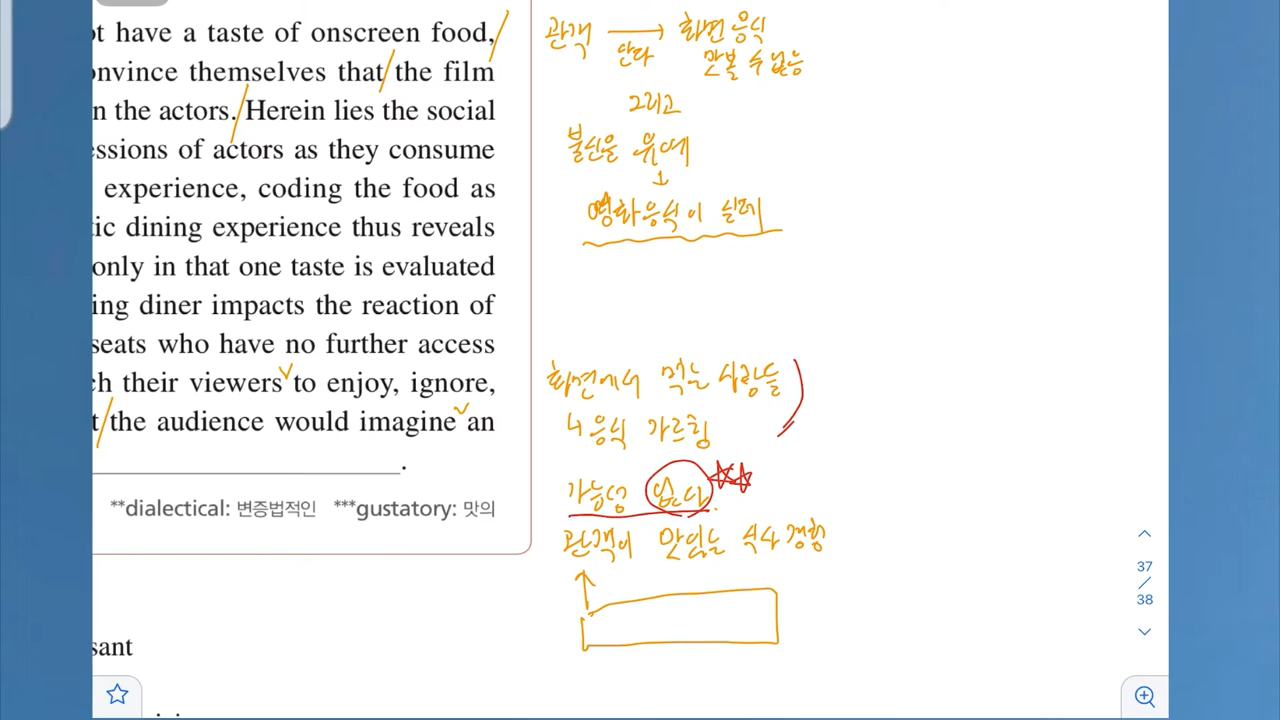 ot have a taste of onscreen food,
onvince themselves that the film
n the actors. Herein lies the social
essions of actors as they consume
experience, coding the food as
tic dining experience thus reveals
only in that one taste is evaluated
ing diner impacts the reaction of
seats who have no further access
ch their viewers to enjoy, ignore,
t the audience would imagine an
.
**dialectical: 변증법적인 ***gustatory: 맛의
sant
관객 → 화면 음식
안다 맛볼 수 없음
그리고
불신을 유예
↓
영화음식이 실제
화면에서 먹는 사람들
음식 가르침
가능성 없다.
관객이 맛있는 식사 경험
37
/
38